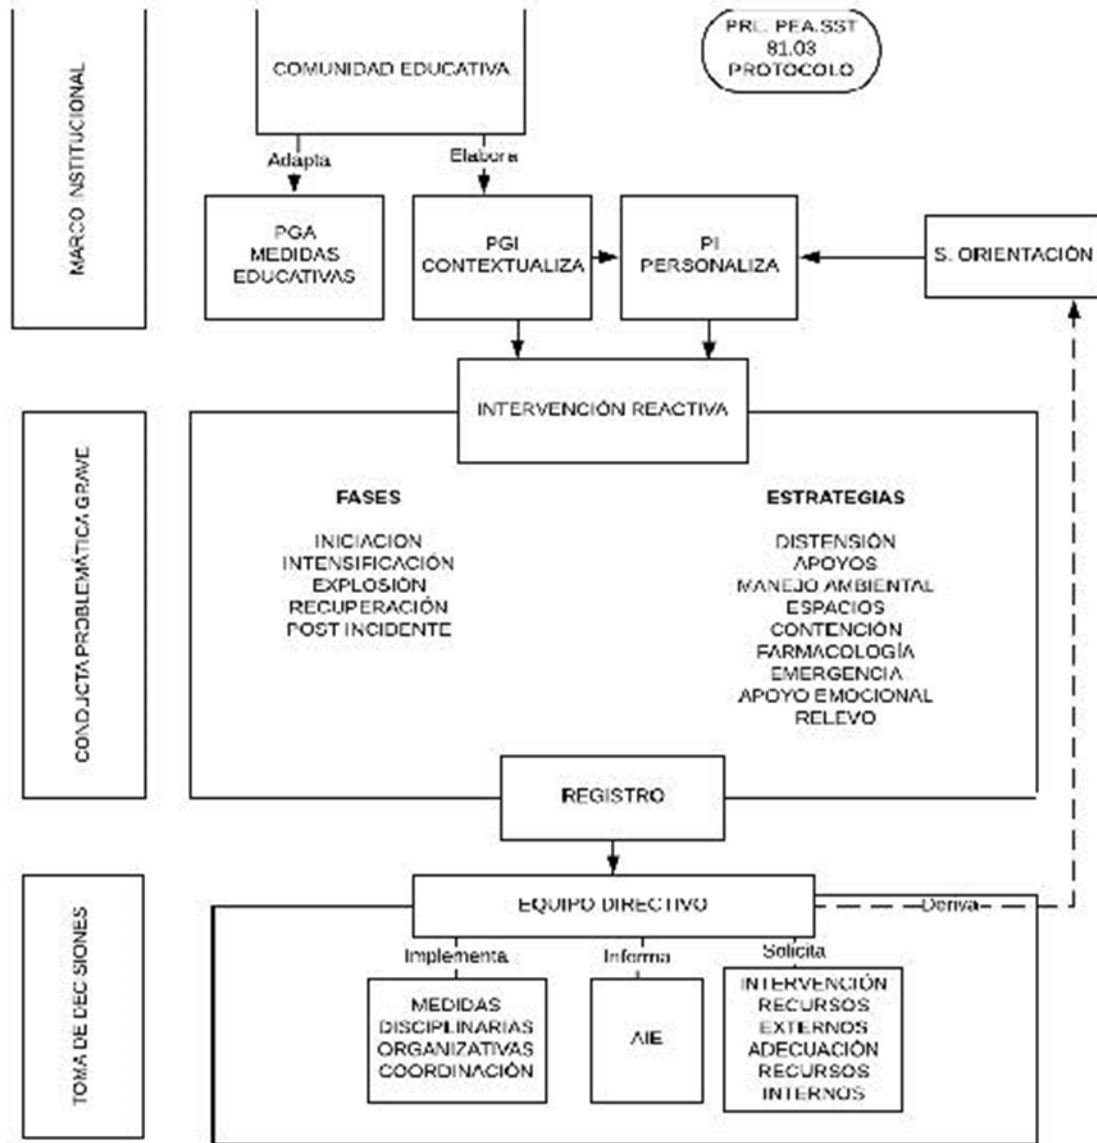 MARCO INSTITUCIONAL
COMUNIDAD EDUCATIVA
PRL. PEA.SST
81.03
PROTOCOLO
Adapta
Elabora
PGA
MEDIDAS
EDUCATIVAS
PGI
CONTEXTUALIZA
PI
PERSONALIZA
S. ORIENTACIÓN
INTERVENCIÓN REACTIVA
CONDUCTA PROBLEMÁTICA GRAVE
FASES
INICIACION
INTENSIFICACIÓN
EXPLOSIÓN
RECUPERACIÓN
POST INCIDENTE
ESTRATEGIAS
DISTENSIÓN
APOYOS
MANEJO AMBIENTAL
ESPACIOS
CONTENCIÓN
FARMACOLOGÍA
EMERGENCIA
APOYO EMOCIONAL
RELEVO
REGISTRO
TOMA DE DECISIONES
EQUIPO DIRECTIVO
Deriva
Implementa
Informa
Solicita
MEDIDAS
DISCIPLINARIAS
ORGANIZATIVAS
COORDINACIÓN
AIE
INTERVENCIÓN
RECURSOS
EXTERNOS
ADECUACIÓN
RECURSOS
INTERNOS